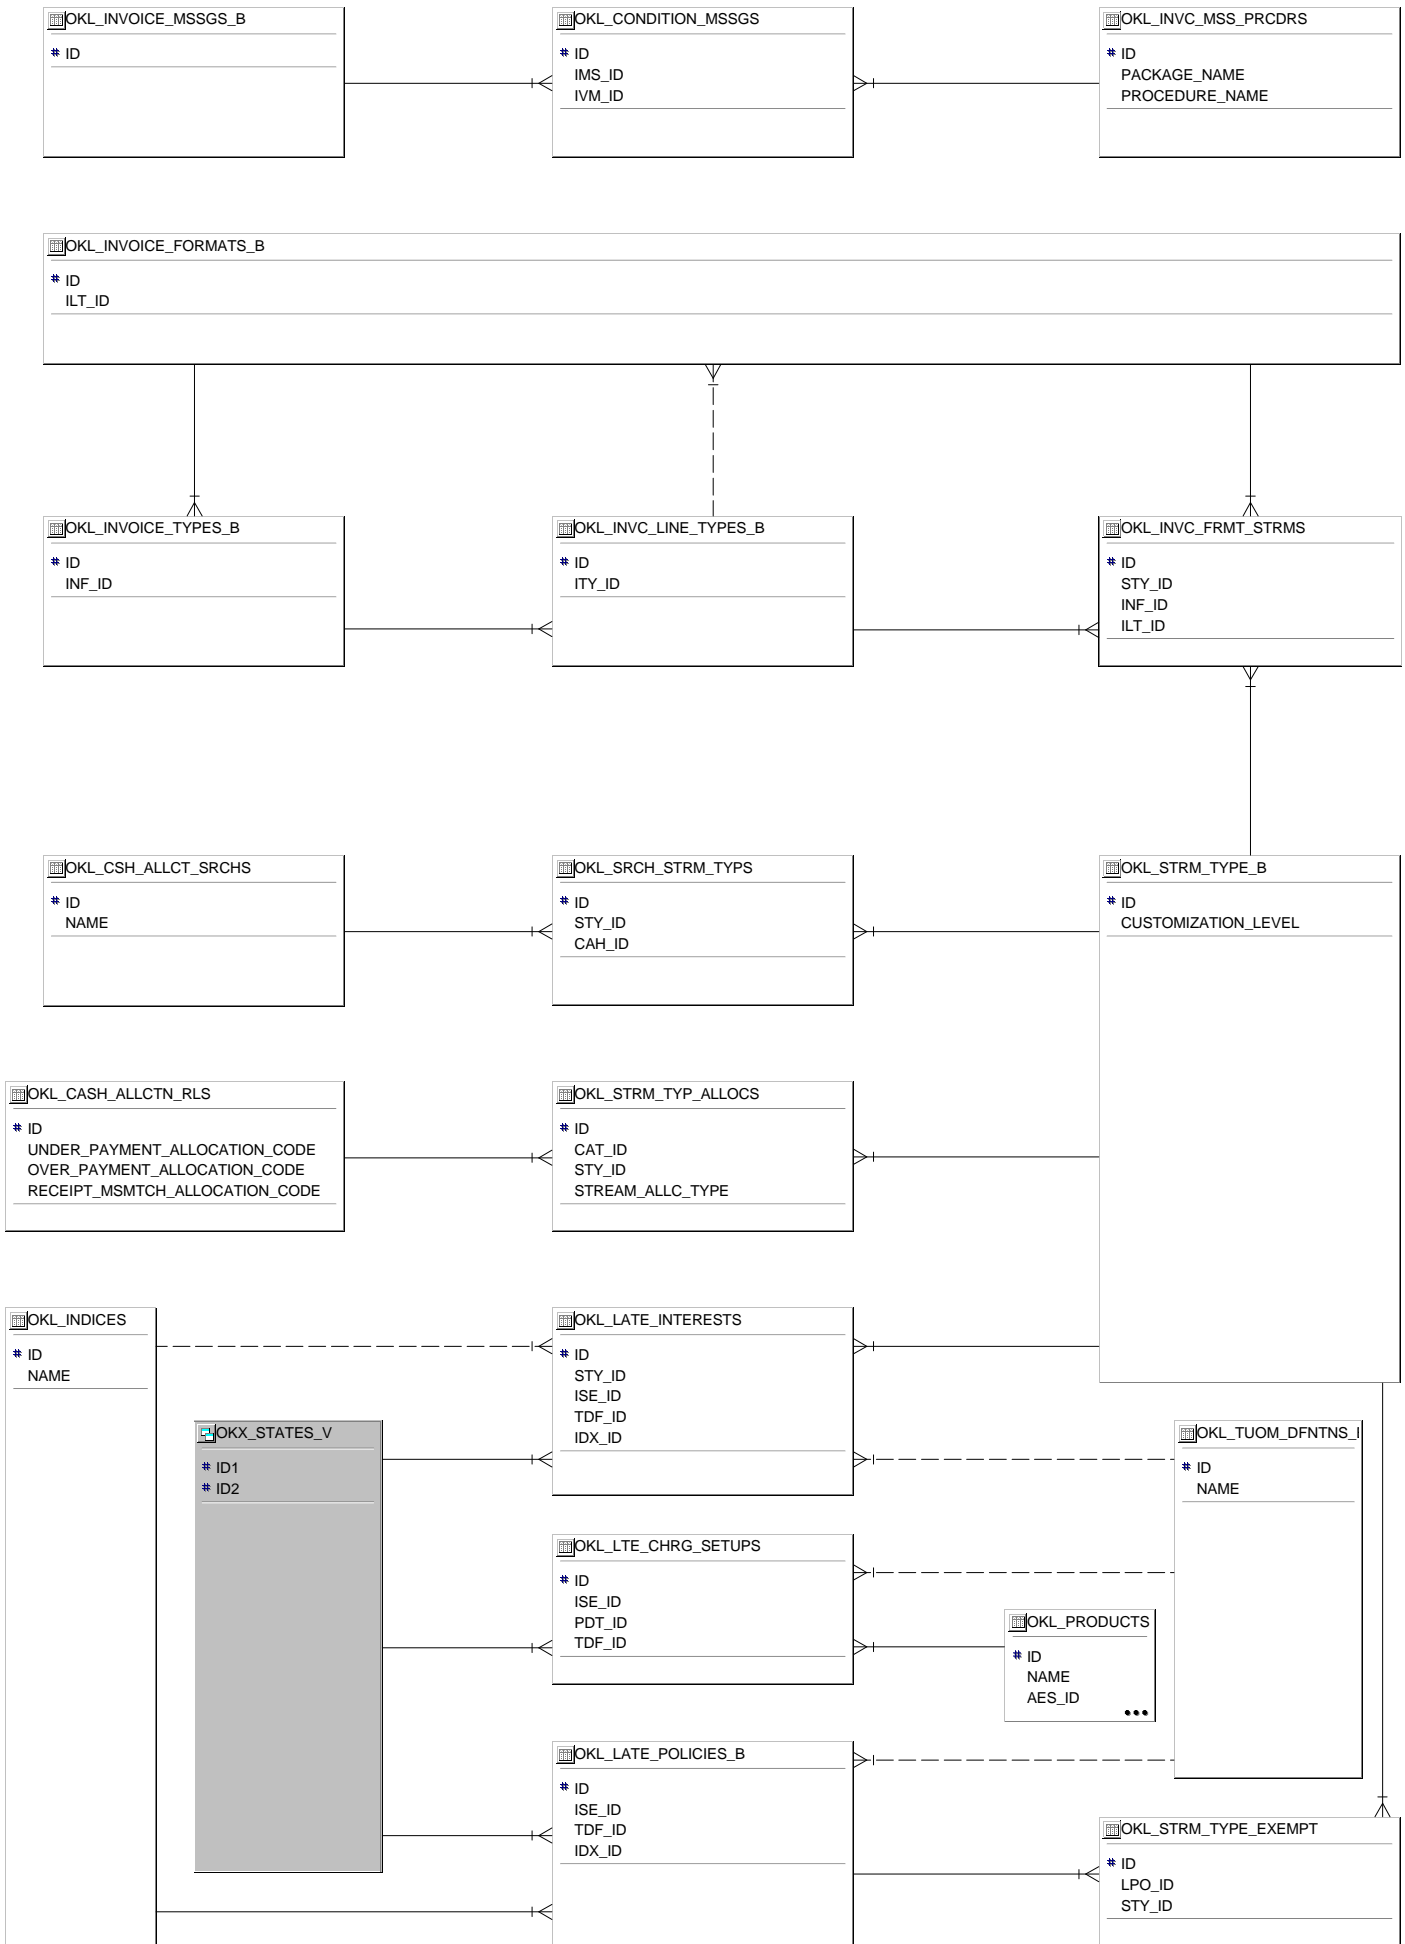 OKL_INVOICE_MSSGS_B
# ID
OKL_CONDITION_MSSGS
# ID
IMS_ID
IVM_ID
OKL_INVC_MSS_PRCDRS
# ID
PACKAGE_NAME
PROCEDURE_NAME
OKL_INVOICE_FORMATS_B
# ID
ILT_ID
OKL_INVOICE_TYPES_B
# ID
INF_ID
OKL_INVC_LINE_TYPES_B
# ID
ITY_ID
OKL_INVC_FRMT_STRMS
# ID
STY_ID
INF_ID
ILT_ID
OKL_CSH_ALLCT_SRCHS
# ID
NAME
OKL_SRCH_STRM_TYPS
# ID
STY_ID
CAH_ID
OKL_STRM_TYPE_B
# ID
CUSTOMIZATION_LEVEL
OKL_CASH_ALLCTN_RLS
# ID
UNDER_PAYMENT_ALLOCATION_CODE
OVER_PAYMENT_ALLOCATION_CODE
RECEIPT_MSMTCH_ALLOCATION_CODE
OKL_STRM_TYP_ALLOCS
# ID
CAT_ID
STY_ID
STREAM_ALLC_TYPE
OKL_INDICES
# ID
NAME
OKL_LATE_INTERESTS
# ID
STY_ID
ISE_ID
TDF_ID
IDX_ID
OKX_STATES_V
# ID1
# ID2
OKL_TUOM_DFNTNS_
# ID
NAME
OKL_LTE_CHRG_SETUPS
# ID
ISE_ID
PDT_ID
TDF_ID
OKL_PRODUCTS
# ID
NAME
AES_ID
OKL_LATE_POLICIES_B
# ID
ISE_ID
TDF_ID
IDX_ID
OKL_STRM_TYPE_EXEMPT
# ID
LPO_ID
STY_ID